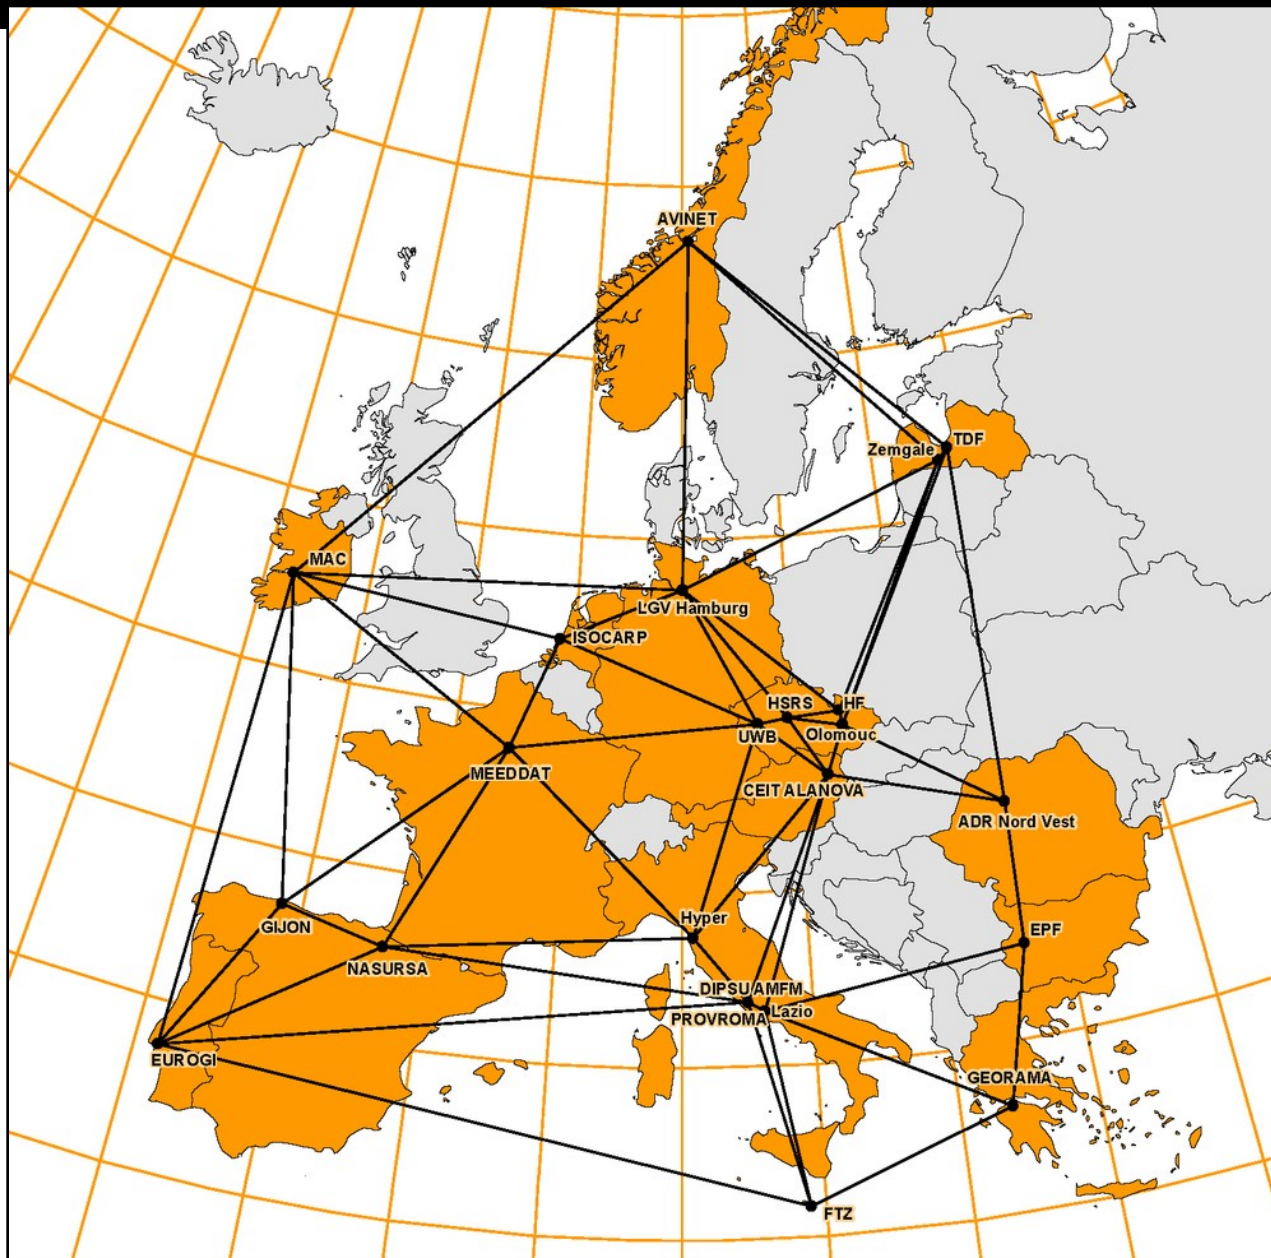 AVINET
TDF
Zemgale
MAC
LGV Hamburg
ISOCARP
HSRS
HF
UWB
Olomouc
MEEDDAT
CEIT ALANOVA
ADR Nord Vest
GIJON
Hyper
EPF
NASURSA
DIPSU AMFM
PROVROMA
Lazio
EUROGI
GEORAMA
FTZ